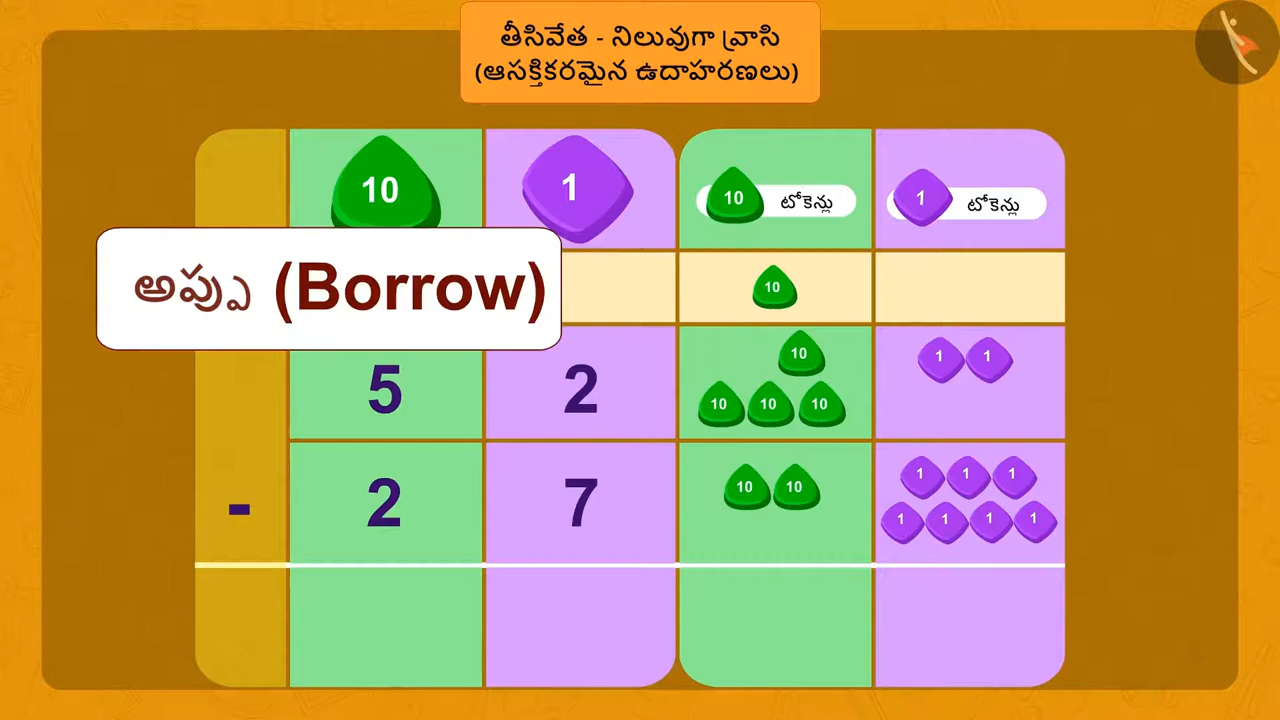 తీసివేత - నిలువుగా వ్రాసి
(ఆసక్తికరమైన ఉదాహరణలు)
10 1 10 టోకెన్లు 1 టోకెన్లు
అప్పు (Borrow) 10
5 2 10 1 1
10 10 10
- 2 7 10 10 1 1 1
1 1 1 1